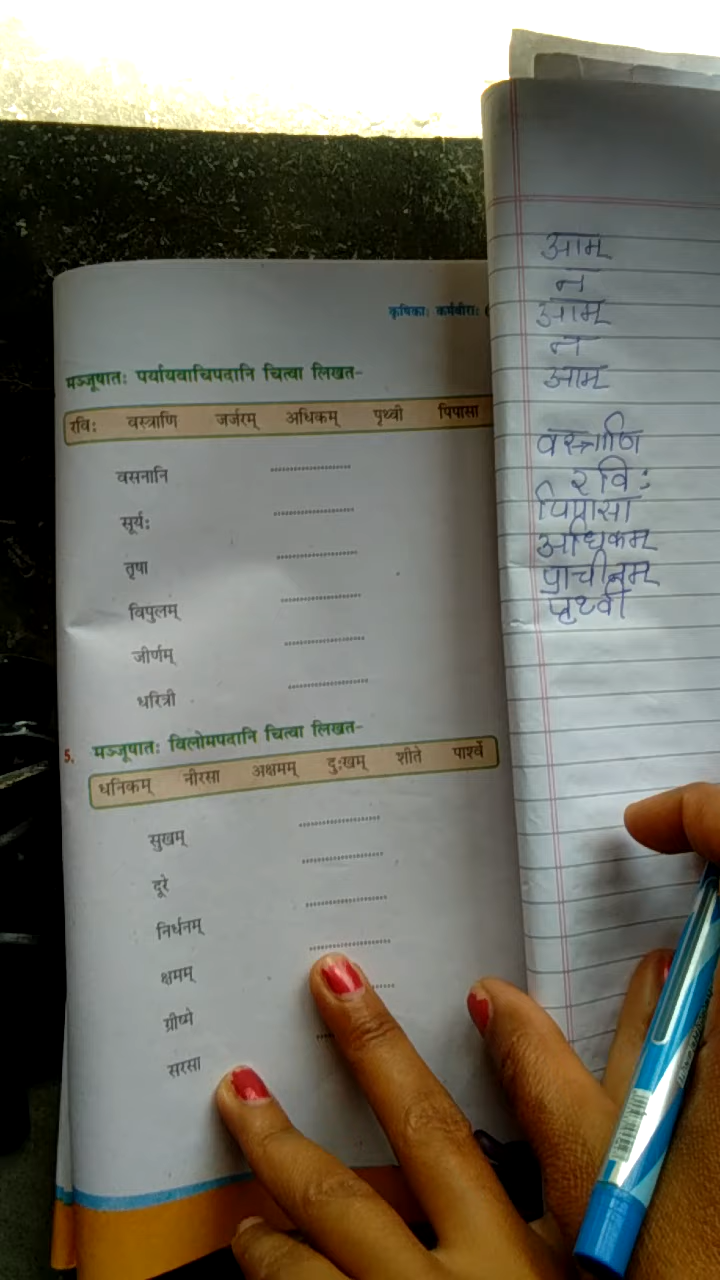 कृषिकाः कर्मवीराः
मञ्जूषातः पर्यायवाचिपदानि चित्वा लिखत-
रविः वस्त्राणि जर्जरम् अधिकम् पृथ्वी पिपासा
वसनानि ....................
सूर्यः ....................
तृषा ....................
विपुलम् ....................
जीर्णम् ....................
धरित्री ....................
5. मञ्जूषातः विलोमपदानि चित्वा लिखत-
धनिकम् नीरसा अक्षमम् दुःखम् शीते पार्श्वे
सुखम् ....................
दूरे ....................
निर्धनम् ....................
क्षमम् ....................
ग्रीष्मे ......
सरसा ...
आम्
न
आम्
न
आम्
वस्त्राणि
रविः
पिपासा
अधिकम्
प्राचीनम्
पृथ्वी